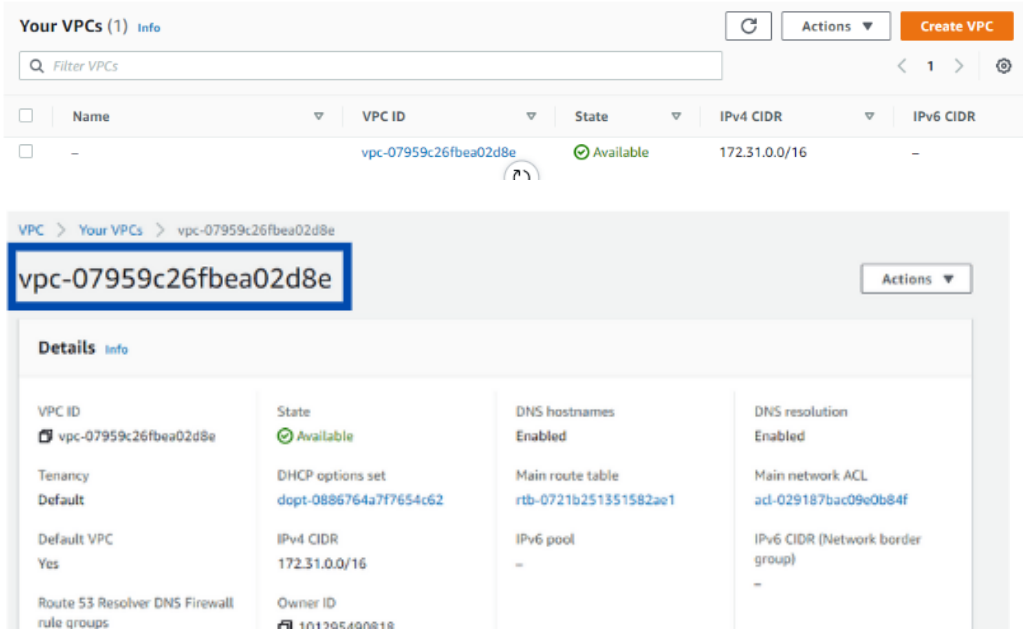 Your VPCs (1) Info
Actions
Create VPC
Filter VPCs
1
Name VPC ID State IPv4 CIDR IPv6 CIDR
– vpc-07959c26fbea02d8e Available 172.31.0.0/16 –
VPC > Your VPCs > vpc-07959c26fbea02d8e
vpc-07959c26fbea02d8e
Actions
Details Info
VPC ID State DNS hostnames DNS resolution
vpc-07959c26fbea02d8e Available Enabled Enabled
Tenancy DHCP options set Main route table Main network ACL
Default dopt-0886764a7f7654c62 rtb-0721b251351582ae1 acl-029187bac09e0b84f
Default VPC IPv4 CIDR IPv6 pool IPv6 CIDR (Network border
Yes 172.31.0.0/16 – group)
–
Route 53 Resolver DNS Firewall Owner ID
rule groups 101295490818